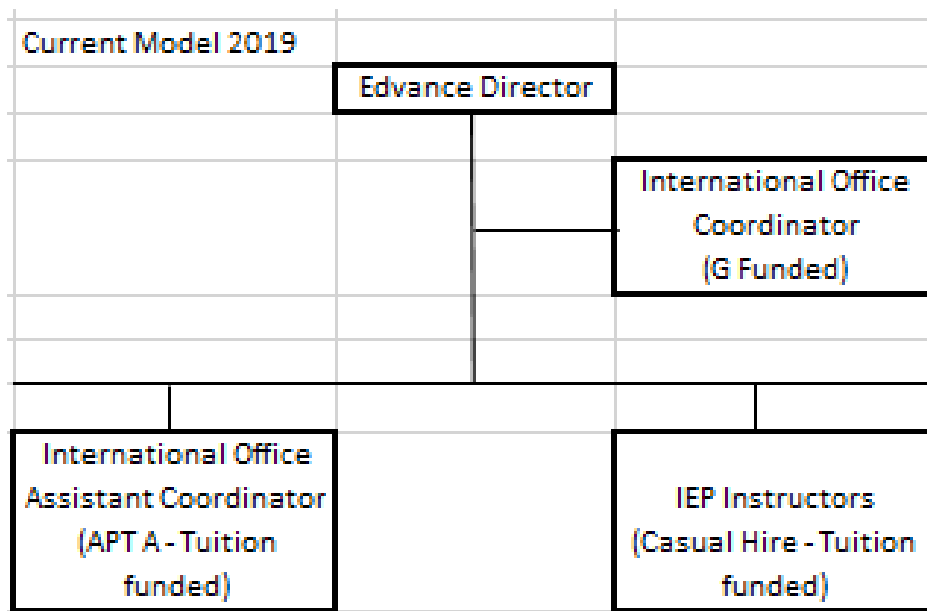 Current Model 2019
Edvance Director
International Office
Coordinator
(G Funded)
International Office
Assistant Coordinator
(APT A - Tuition
funded)
IEP Instructors
(Casual Hire - Tuition
funded)